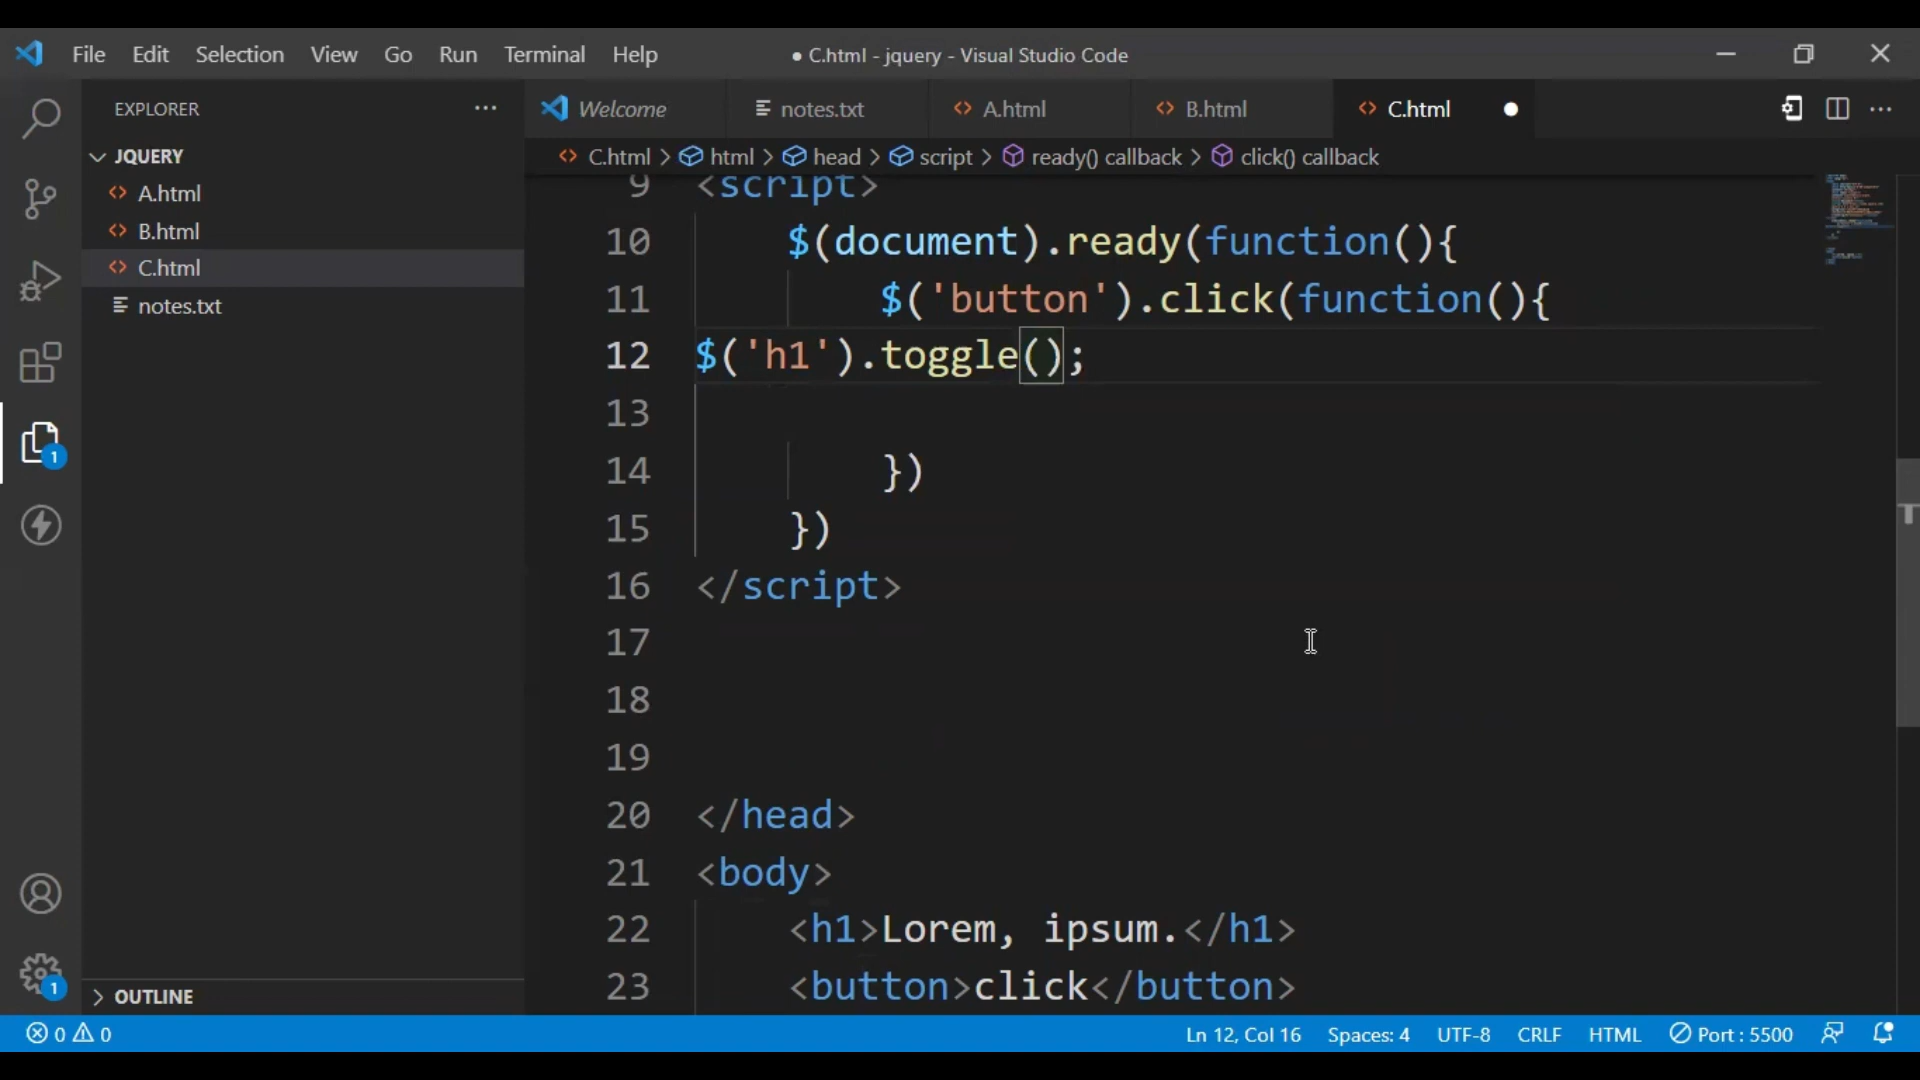 File Edit Selection View Go Run Terminal Help ● C.html - jquery - Visual Studio Code
EXPLORER ···
Welcome notes.txt A.html B.html C.html
JQUERY
A.html
B.html
C.html
notes.txt
OUTLINE
C.html > html > head > script > ready() callback > click() callback
9 <script>
10 $(document).ready(function(){
11 $('button').click(function(){
12 $('h1').toggle();
13
14 })
15 })
16 </script>
17
18
19
20 </head>
21 <body>
22 <h1>Lorem, ipsum.</h1>
23 <button>click</button>
1
1
0 0 Ln 12, Col 16 Spaces: 4 UTF-8 CRLF HTML Port : 5500